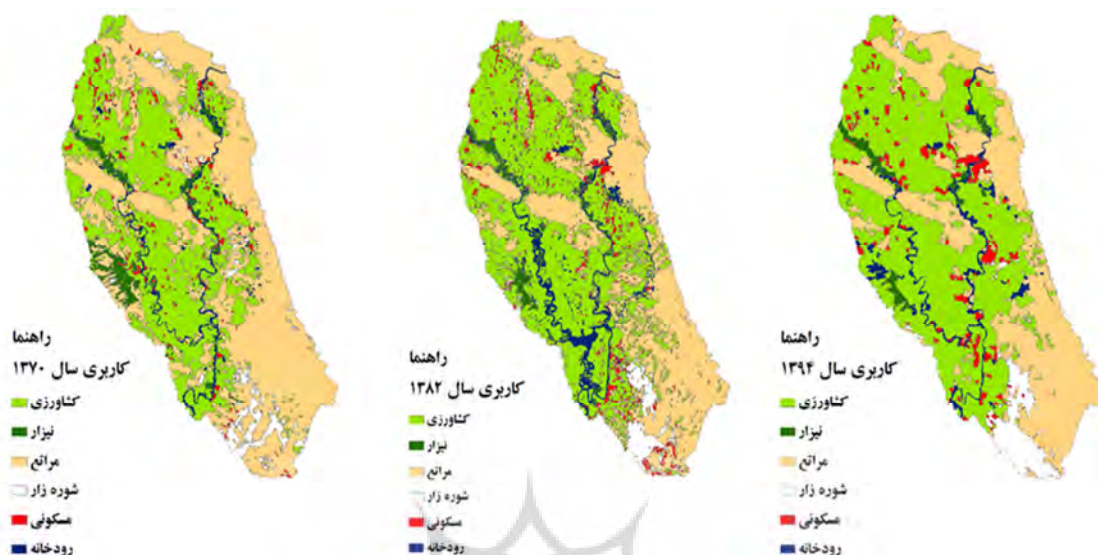 راهنما
کاربری سال ۱۳۷۰
کشاورزی
نیزار
مراتع
شوره زار
مسکونی
رودخانه
راهنما
کاربری سال ۱۳۸۲
کشاورزی
نیزار
مراتع
شوره زار
مسکونی
رودخانه
راهنما
کاربری سال ۱۳۹۴
کشاورزی
نیزار
مراتع
شوره زار
مسکونی
رودخانه